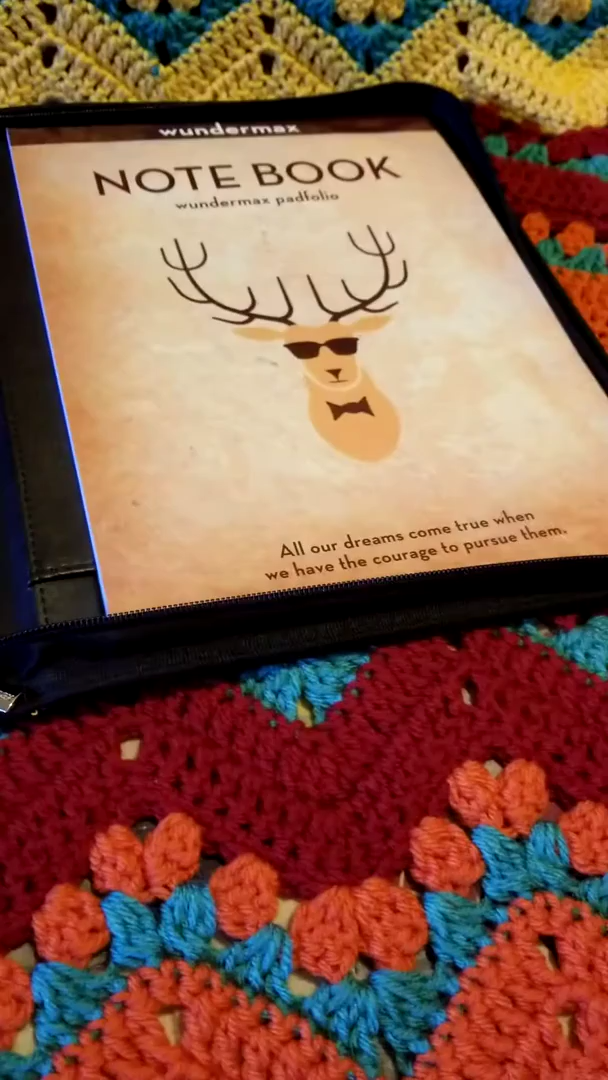 wundermax
NOTE BOOK
wundermax padfolio
All our dreams come true when
we have the courage to pursue them.